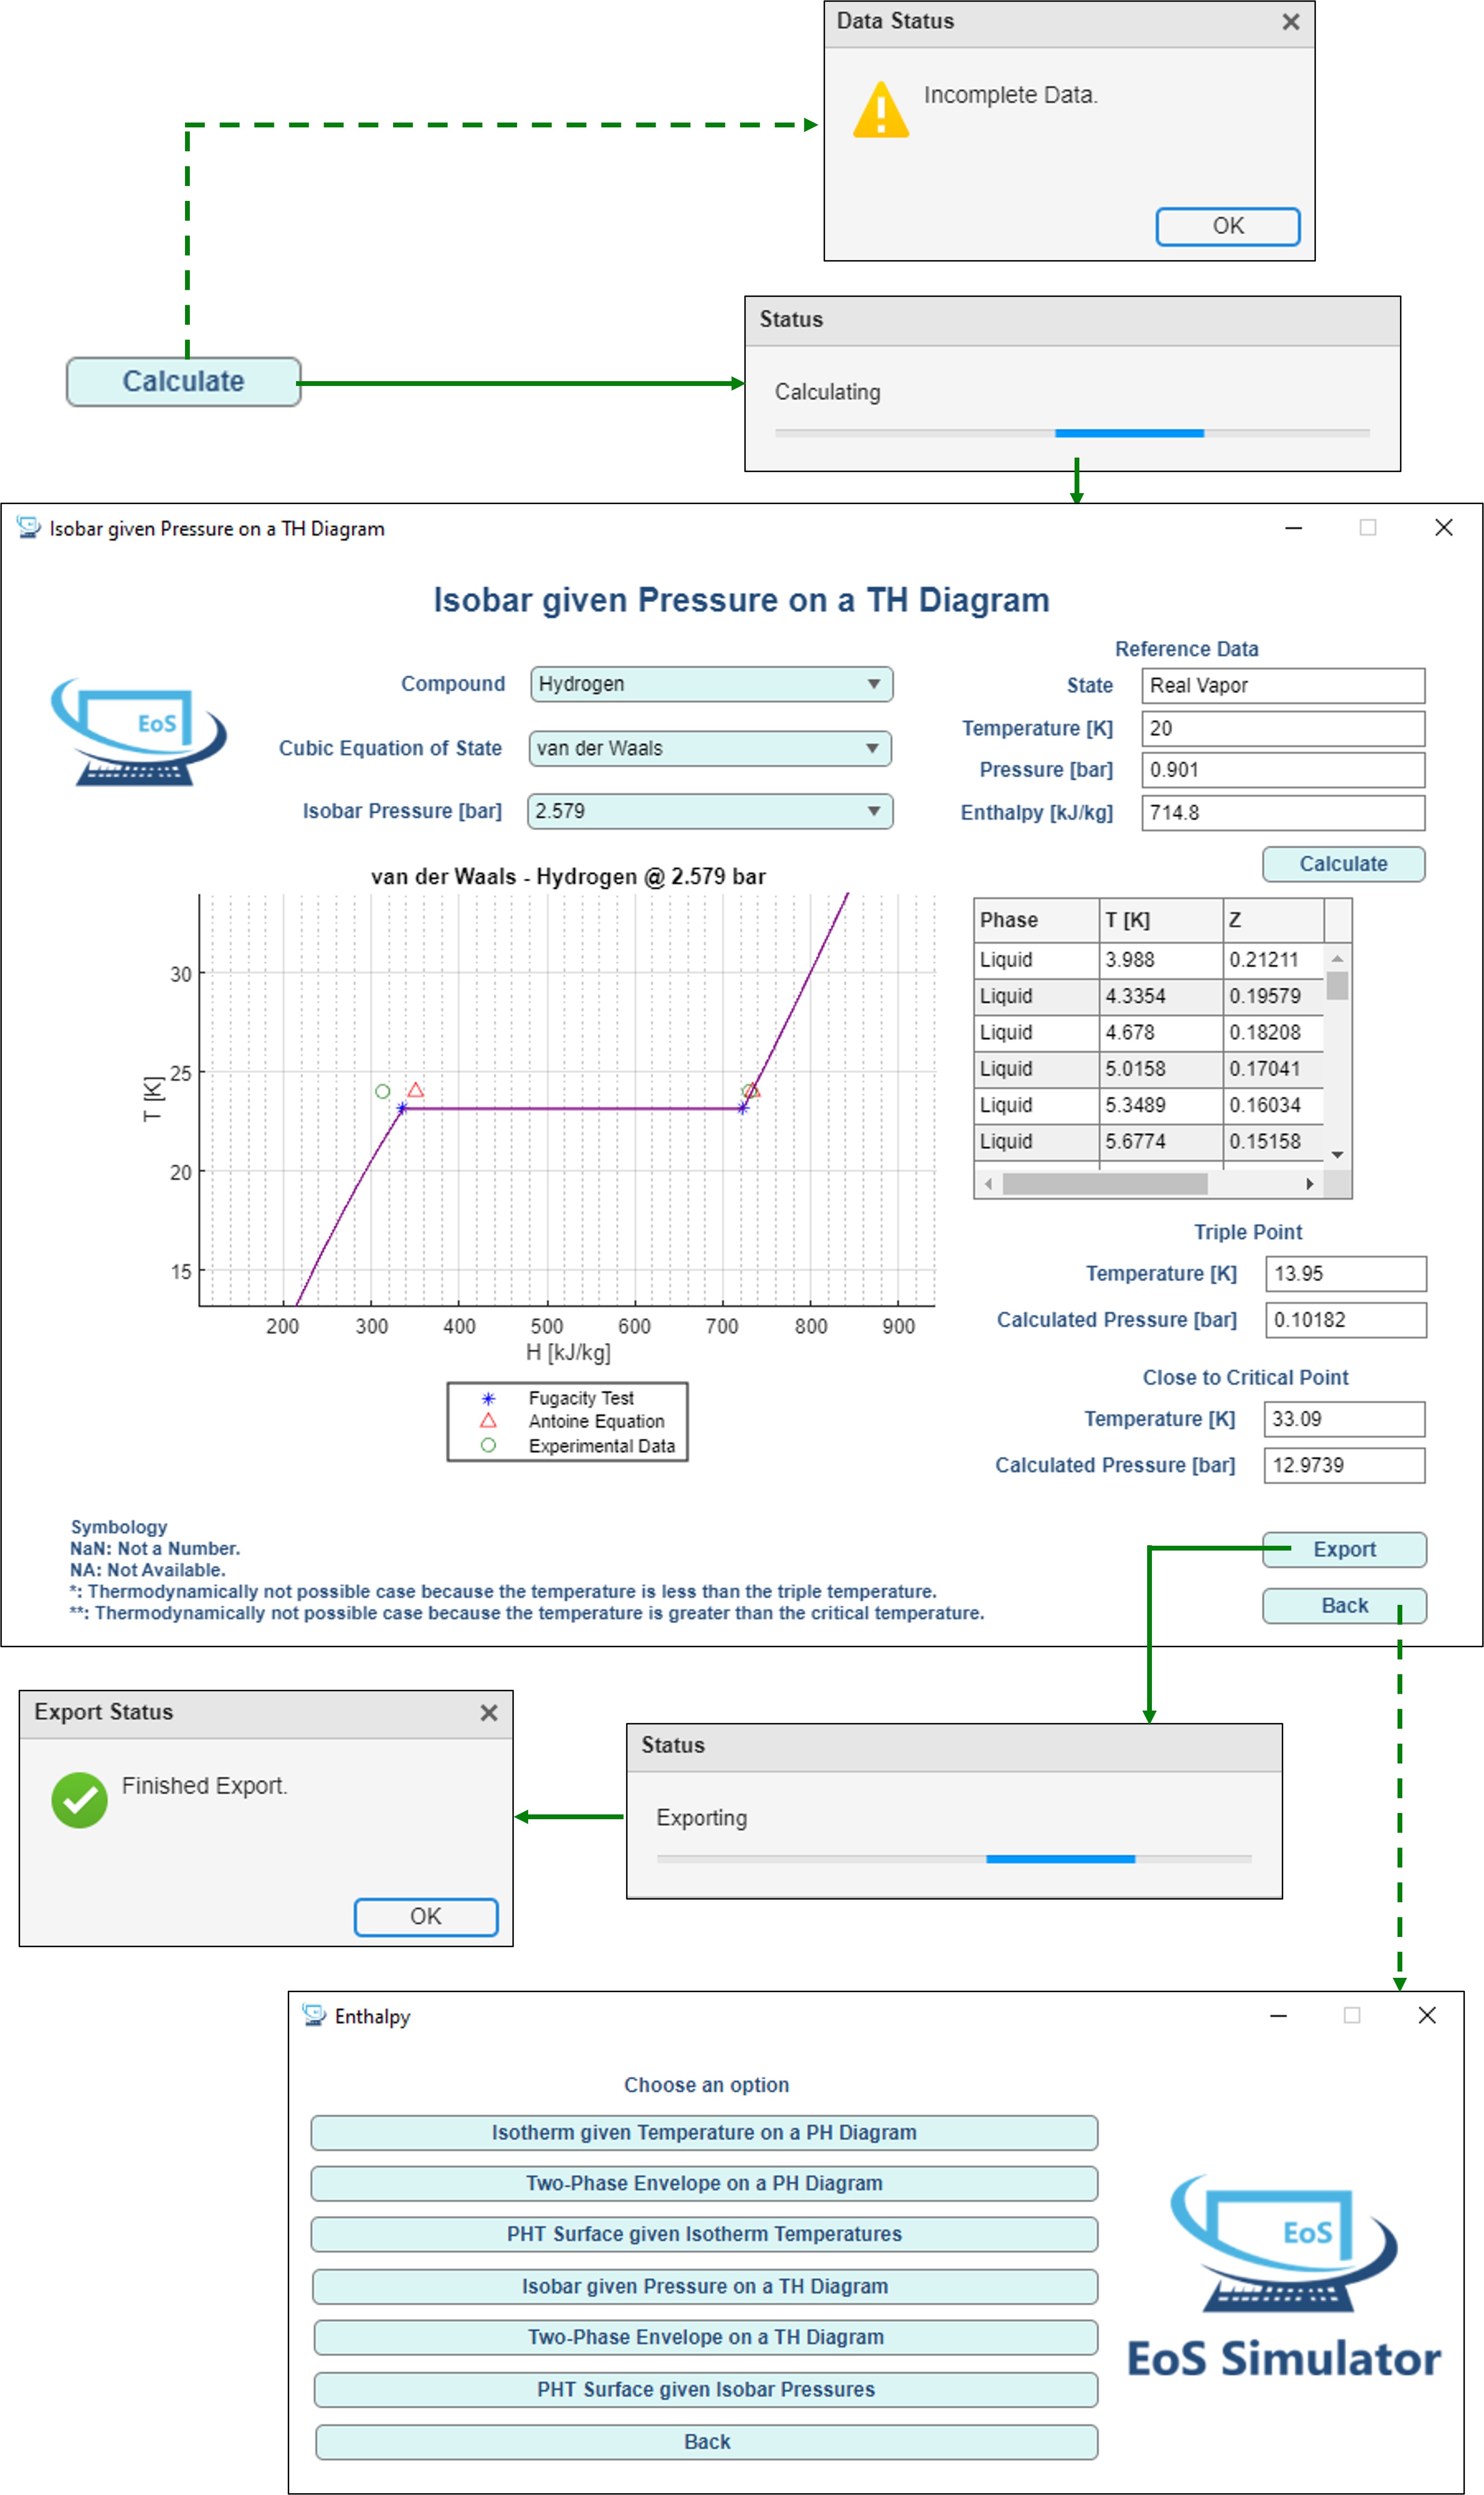 Data Status
Incomplete Data.
OK
Status
Calculate
Calculating
Isobar given Pressure on a TH Diagram
Isobar given Pressure on a TH Diagram
Reference Data
Compound Hydrogen
State Real Vapor
EoS
Cubic Equation of State van der Waals
Temperature [K] 20
Pressure [bar] 0.901
Isobar Pressure [bar] 2.579
Enthalpy [kJ/kg] 714.8
Calculate
van der Waals - Hydrogen @ 2.579 bar
30
25
20
15
T [K]
200 300 400 500 600 700 800 900
H [kJ/kg]
Fugacity Test
Antoine Equation
Experimental Data
Phase T [K] Z
Liquid 3.988 0.21211
Liquid 4.3354 0.19579
Liquid 4.678 0.18208
Liquid 5.0158 0.17041
Liquid 5.3489 0.16034
Liquid 5.6774 0.15158
Triple Point
Temperature [K] 13.95
Calculated Pressure [bar] 0.10182
Close to Critical Point
Temperature [K] 33.09
Calculated Pressure [bar] 12.9739
Symbology
NaN: Not a Number.
NA: Not Available.
*: Thermodynamically not possible case because the temperature is less than the triple temperature.
**: Thermodynamically not possible case because the temperature is greater than the critical temperature.
Export
Back
Export Status
Finished Export.
OK
Status
Exporting
Enthalpy
Choose an option
Isotherm given Temperature on a PH Diagram
Two-Phase Envelope on a PH Diagram
PHT Surface given Isotherm Temperatures
Isobar given Pressure on a TH Diagram
Two-Phase Envelope on a TH Diagram
PHT Surface given Isobar Pressures
Back
EoS
EoS Simulator